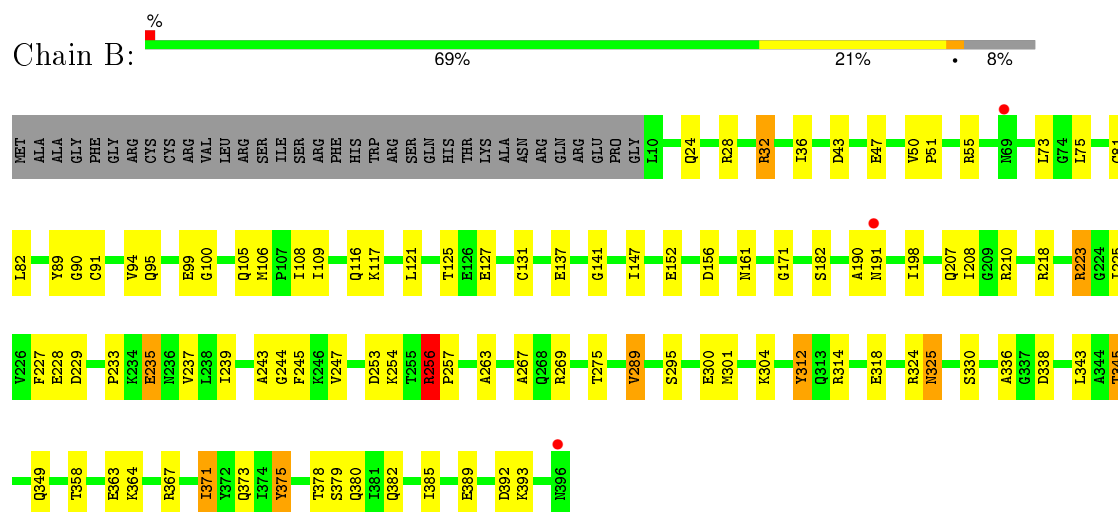 %
Chain B:
69% 21% • 8%
MET ALA ALA GLY PHE GLY ARG CYS CYS ARG VAL LEU ARG SER ILE SER ARG PHE HIS TRP ARG SER GLN HIS THR LYS ALA ASN ARG GLN ARG GLU PRO GLY L10 Q24 R28 R32 I36 D43 E47 V50 P51 R55 N69 L73 G74 L75
L82 Y89 G90 C91 V94 Q95 E99 G100 Q105 M106 P107 I108 I109 Q116 K117 L121 T125 E126 E127 C131 E137 G141 I147 E152 D156 N161 G171 S182 A190 N191 I198 Q207 I208 G209 R210 R218 R223 G224
V226 F227 E228 D229 P233 K234 E235 N236 V237 L238 I239 A243 G244 F245 K246 V247 D253 K254 T255 R256 P257 A263 A267 Q268 R269 T275 V289 S295 E300 M301 K304 Y312 Q313 R314 E318 R324 N325 S330 A336 G337 D338 L343 A344 T345
Q349 T358 E363 K364 R367 I371 Y372 Q373 I374 Y375 T378 S379 Q380 I381 Q382 I385 E389 D392 K393 N396